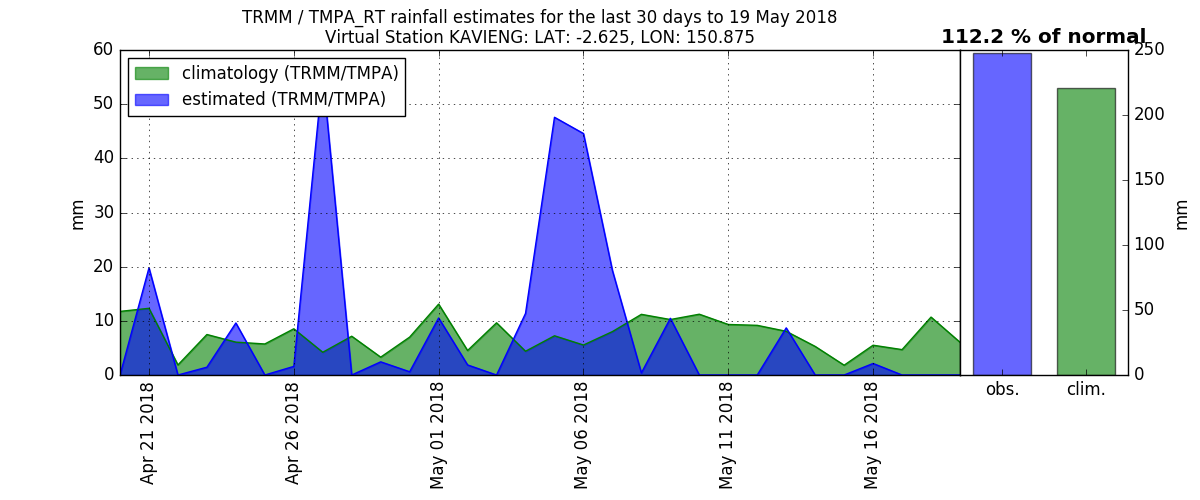 TRMM / TMPA_RT rainfall estimates for the last 30 days to 19 May 2018
Virtual Station KAVIENG: LAT: -2.625, LON: 150.875
112.2 % of normal
climatology (TRMM/TMPA)
estimated (TRMM/TMPA)
60
50
40
30
20
10
0
mm
Apr 21 2018
Apr 26 2018
May 01 2018
May 06 2018
May 11 2018
May 16 2018
obs.
clim.
250
200
150
100
50
0
mm